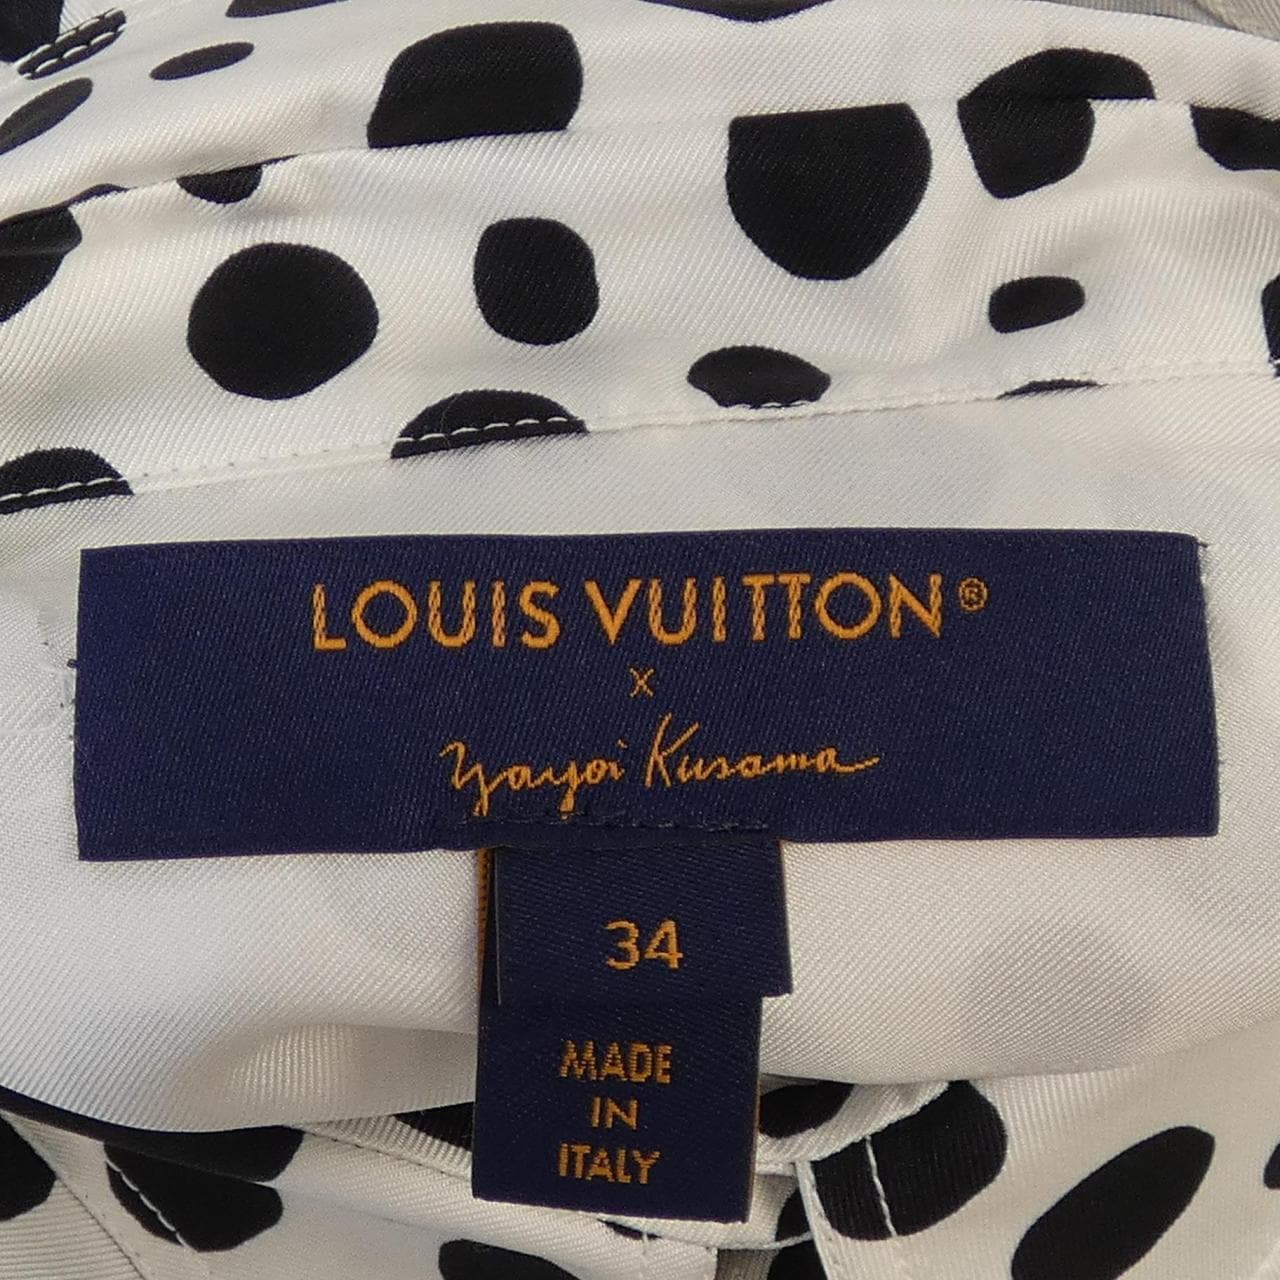 LOUIS VUITTON®
x
Yayoi Kusama
34
MADE
IN
ITALY